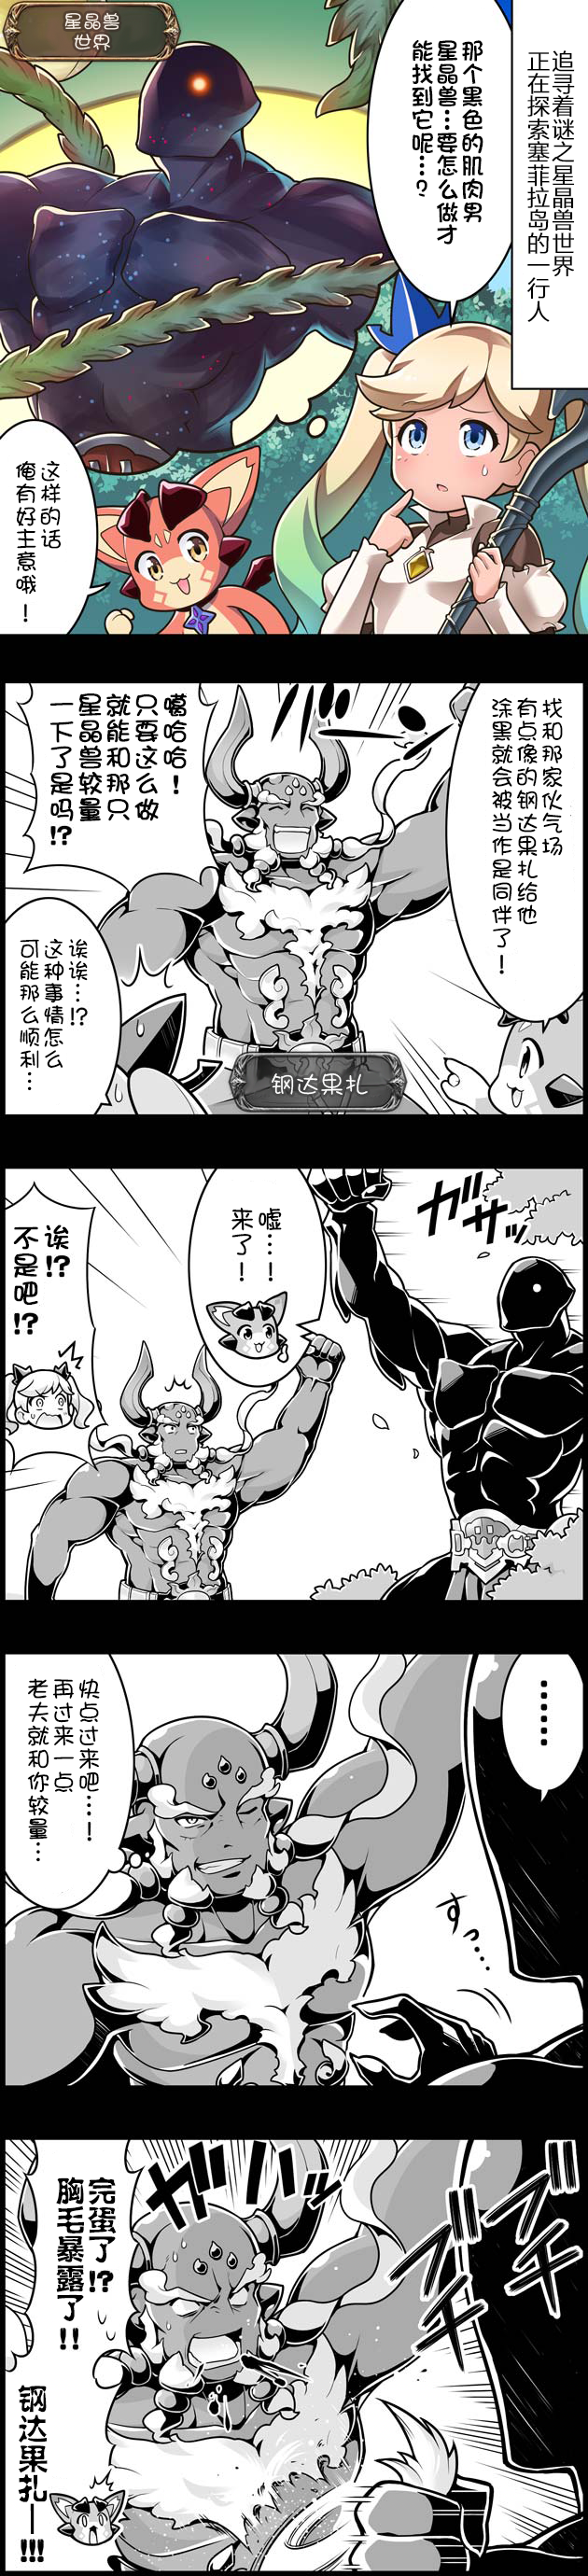 追寻着谜之星晶兽世界
正在探索塞菲拉岛的一行人
星晶兽
世界
那个黑色的肌肉男
星晶兽…要怎么做才
能找到它呢…?
这样的话
俺有好主意哦!
找和那家伙气场
有点像的钢达果扎给他
涂黑就会被当作是同伴了!
噶哈哈!
只要这么做
就能和那只
星晶兽较量
一下了是吗!?
诶诶…!?
这种事情怎么
可能那么顺利…
钢达果扎
ガサッ
嘘…!
来了!
诶!?
不是吧!?
……
快点过来吧…!
再过来一点
老夫就和你较量…
すっ…
完蛋了!?
胸毛暴露了!!
钢达果扎—!!!